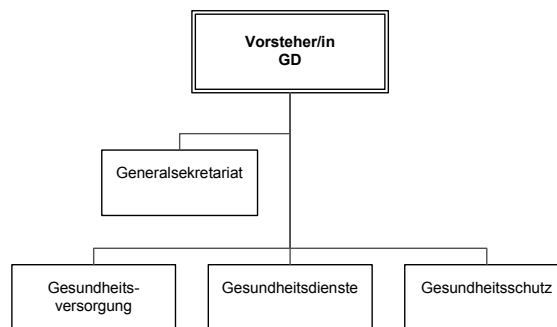 Vorsteher/in
GD
Generalsekretariat
Gesundheits-
versorgung
Gesundheitsdienste
Gesundheitsschutz